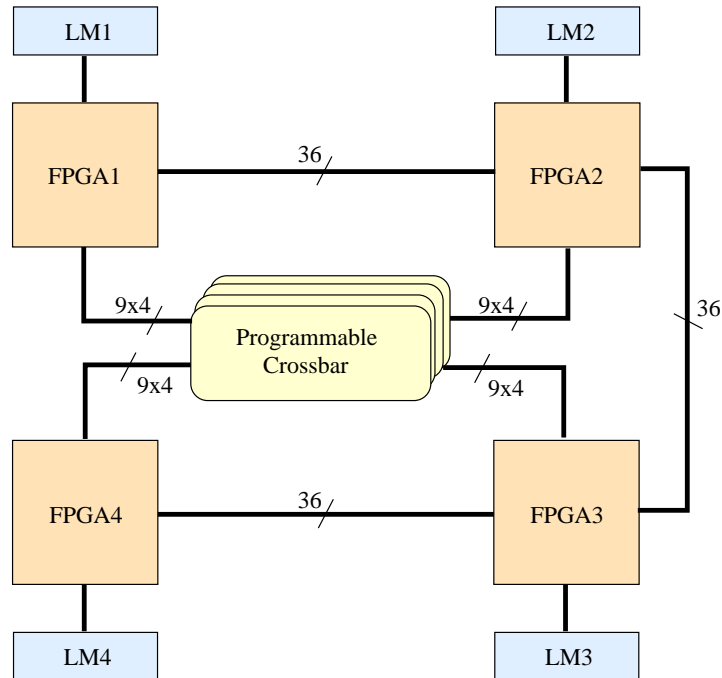 LM1
LM2
36
FPGA1
FPGA2
9x4
9x4
36
Programmable
Crossbar
9x4
9x4
36
FPGA4
FPGA3
LM4
LM3